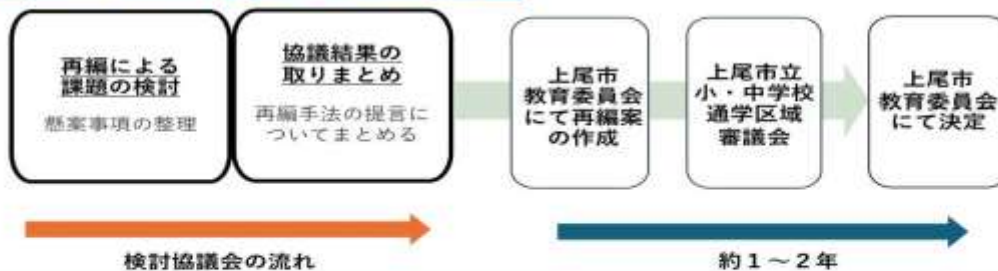 再編による
課題の検討
懸案事項の整理
協議結果の
取りまとめ
再編手法の提言に
ついてまとめる
上尾市
教育委員会
にて再編案
の作成
上尾市立
小・中学校
通学区域
審議会
上尾市
教育委員会
にて決定
検討協議会の流れ
約１～２年